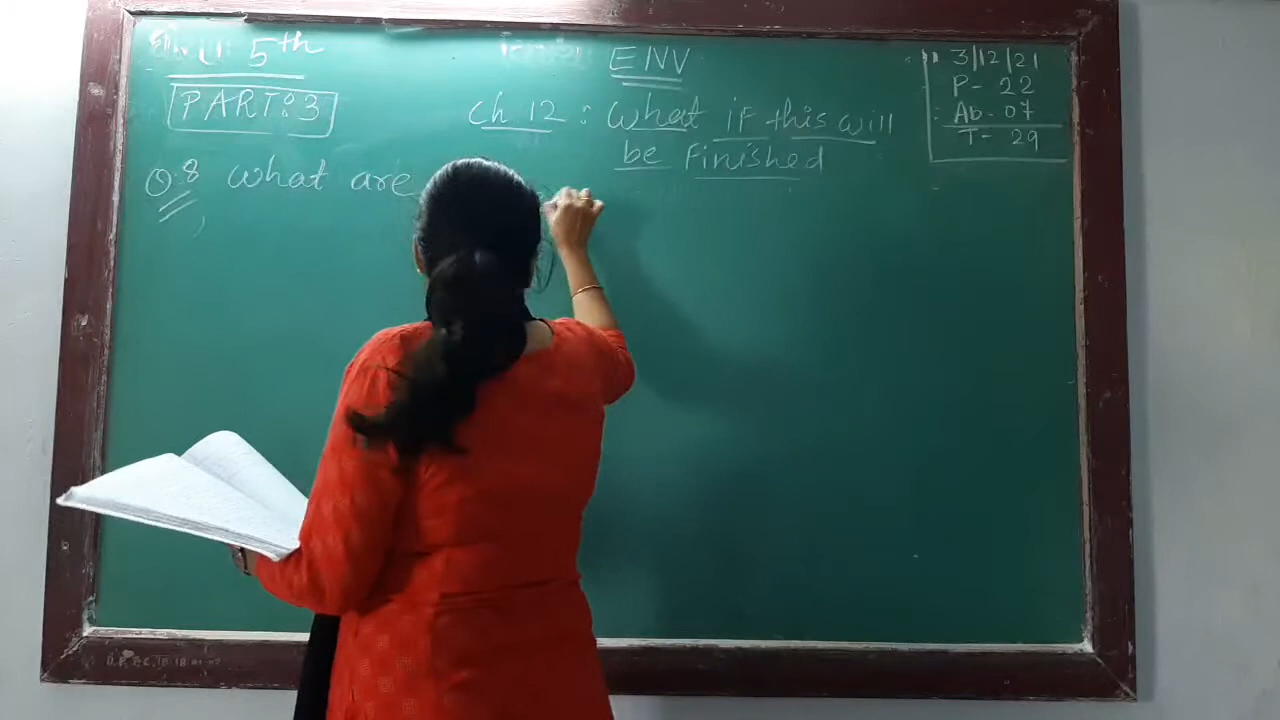 5th
ENV
3/12/21
P- 22
Ab- 07
T- 29
PART:3
Ch 12 : What if this will
be finished
Q.8 what are